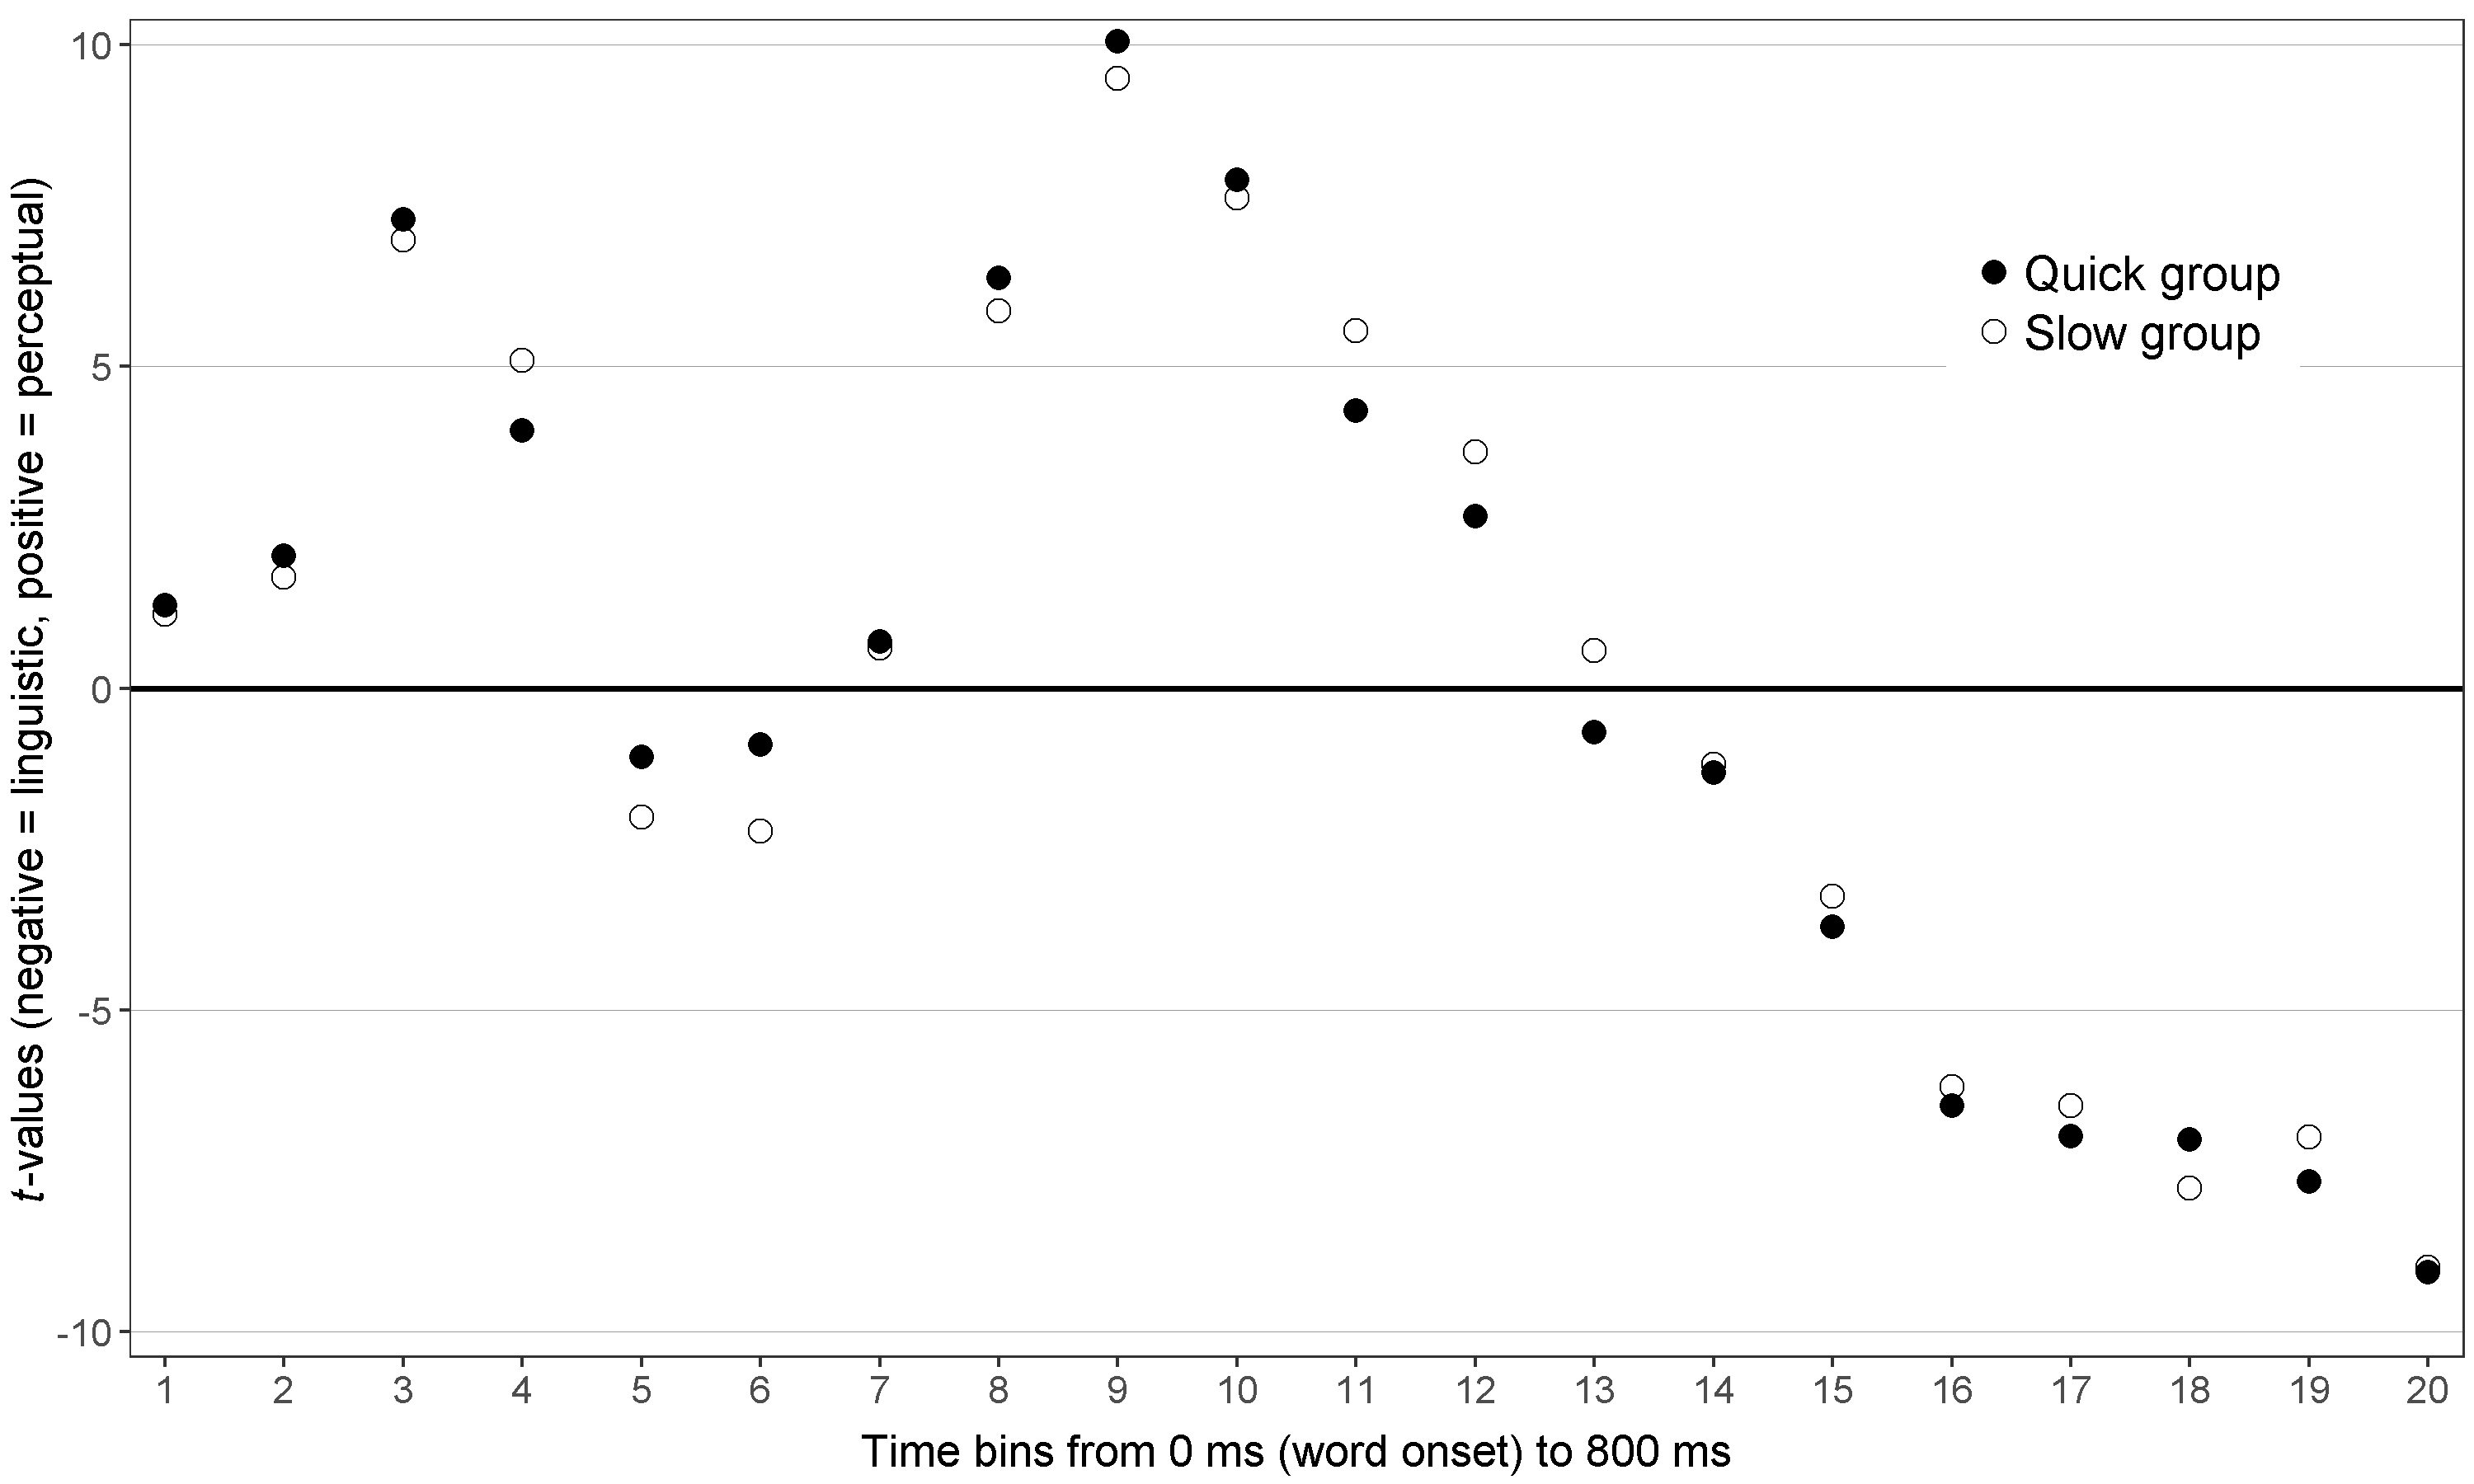 t-values (negative = linguistic, positive = perceptual)
10
5
0
-5
-10
Quick group
Slow group
1 2 3 4 5 6 7 8 9 10 11 12 13 14 15 16 17 18 19 20
Time bins from 0 ms (word onset) to 800 ms